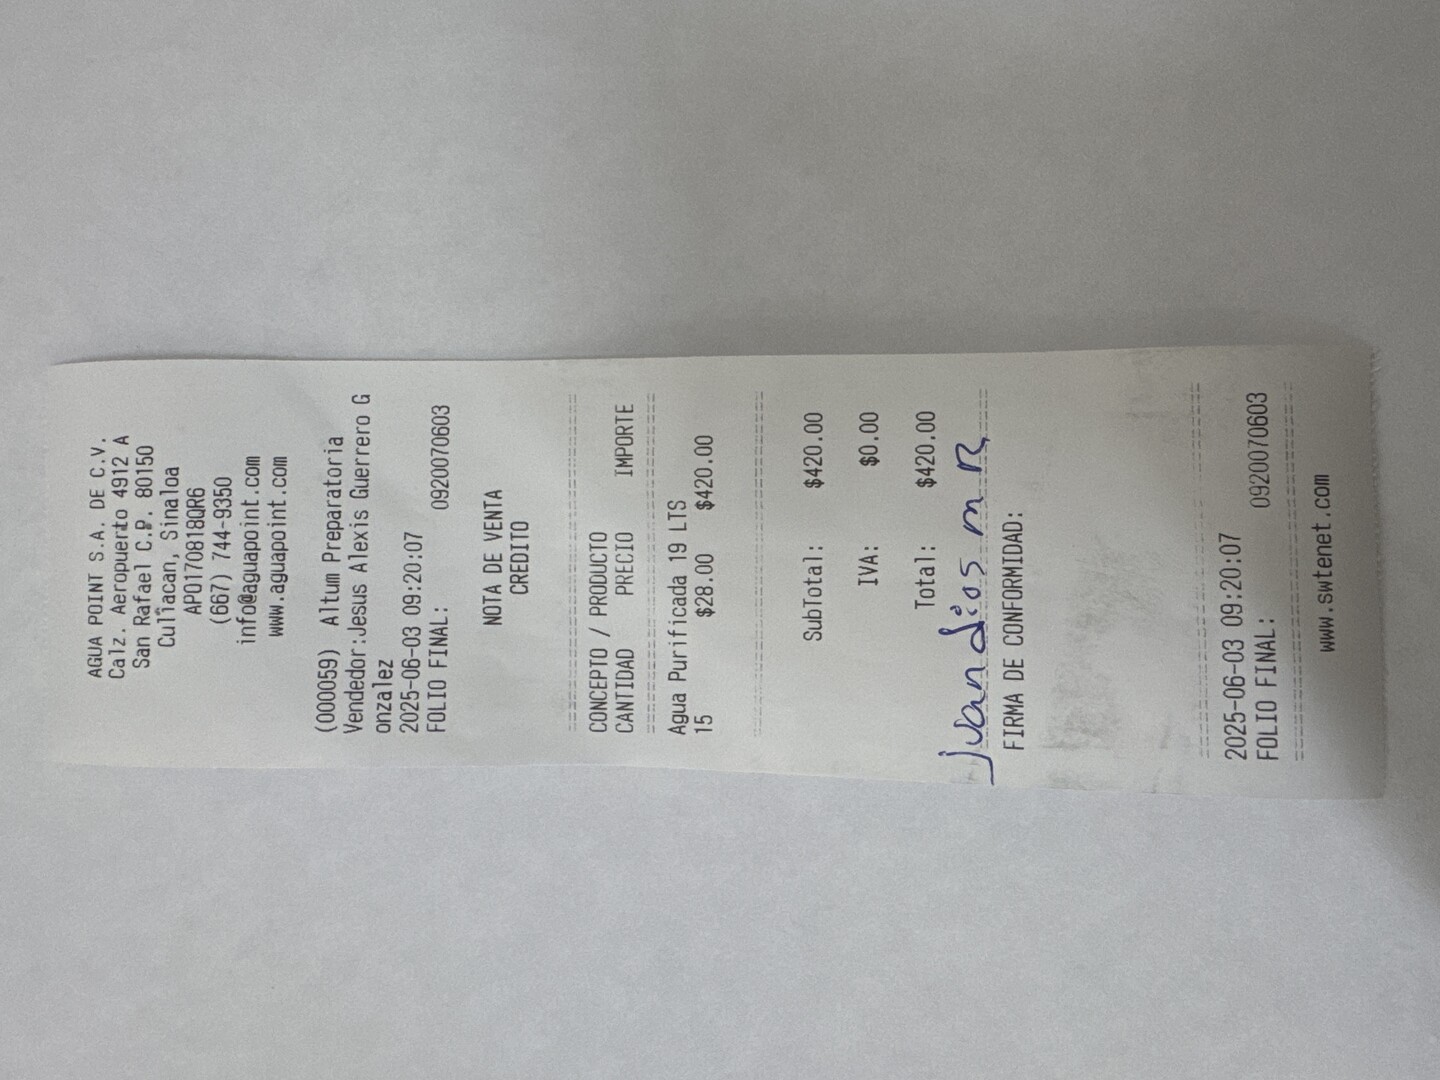 AGUA POINT S.A. DE C.V.
Calz. Aeropuerto 4912 A
San Rafael C.P. 80150
Culiacan, Sinaloa
APO170818QR6
(667) 744-9350
info@aguapoint.com
www.aguapoint.com
(000059) Altum Preparatoria
Vendedor:Jesus Alexis Guerrero G
onzalez
2025-06-03 09:20:07
FOLIO FINAL: 0920070603
NOTA DE VENTA
CREDITO
CONCEPTO / PRODUCTO
CANTIDAD PRECIO IMPORTE
Agua Purificada 19 LTS
15 $28.00 $420.00
SubTotal: $420.00
IVA: $0.00
Total: $420.00
juan dios m R
FIRMA DE CONFORMIDAD:
2025-06-03 09:20:07
FOLIO FINAL: 0920070603
www.swtenet.com